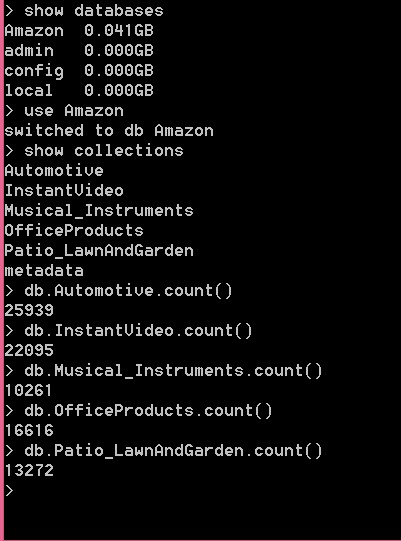 > show databases
Amazon  0.041GB
admin   0.000GB
config  0.000GB
local   0.000GB
> use Amazon
switched to db Amazon
> show collections
Automotive
InstantVideo
Musical_Instruments
OfficeProducts
Patio_LawnAndGarden
metadata
> db.Automotive.count()
25939
> db.InstantVideo.count()
22095
> db.Musical_Instruments.count()
10261
> db.OfficeProducts.count()
16616
> db.Patio_LawnAndGarden.count()
13272
>